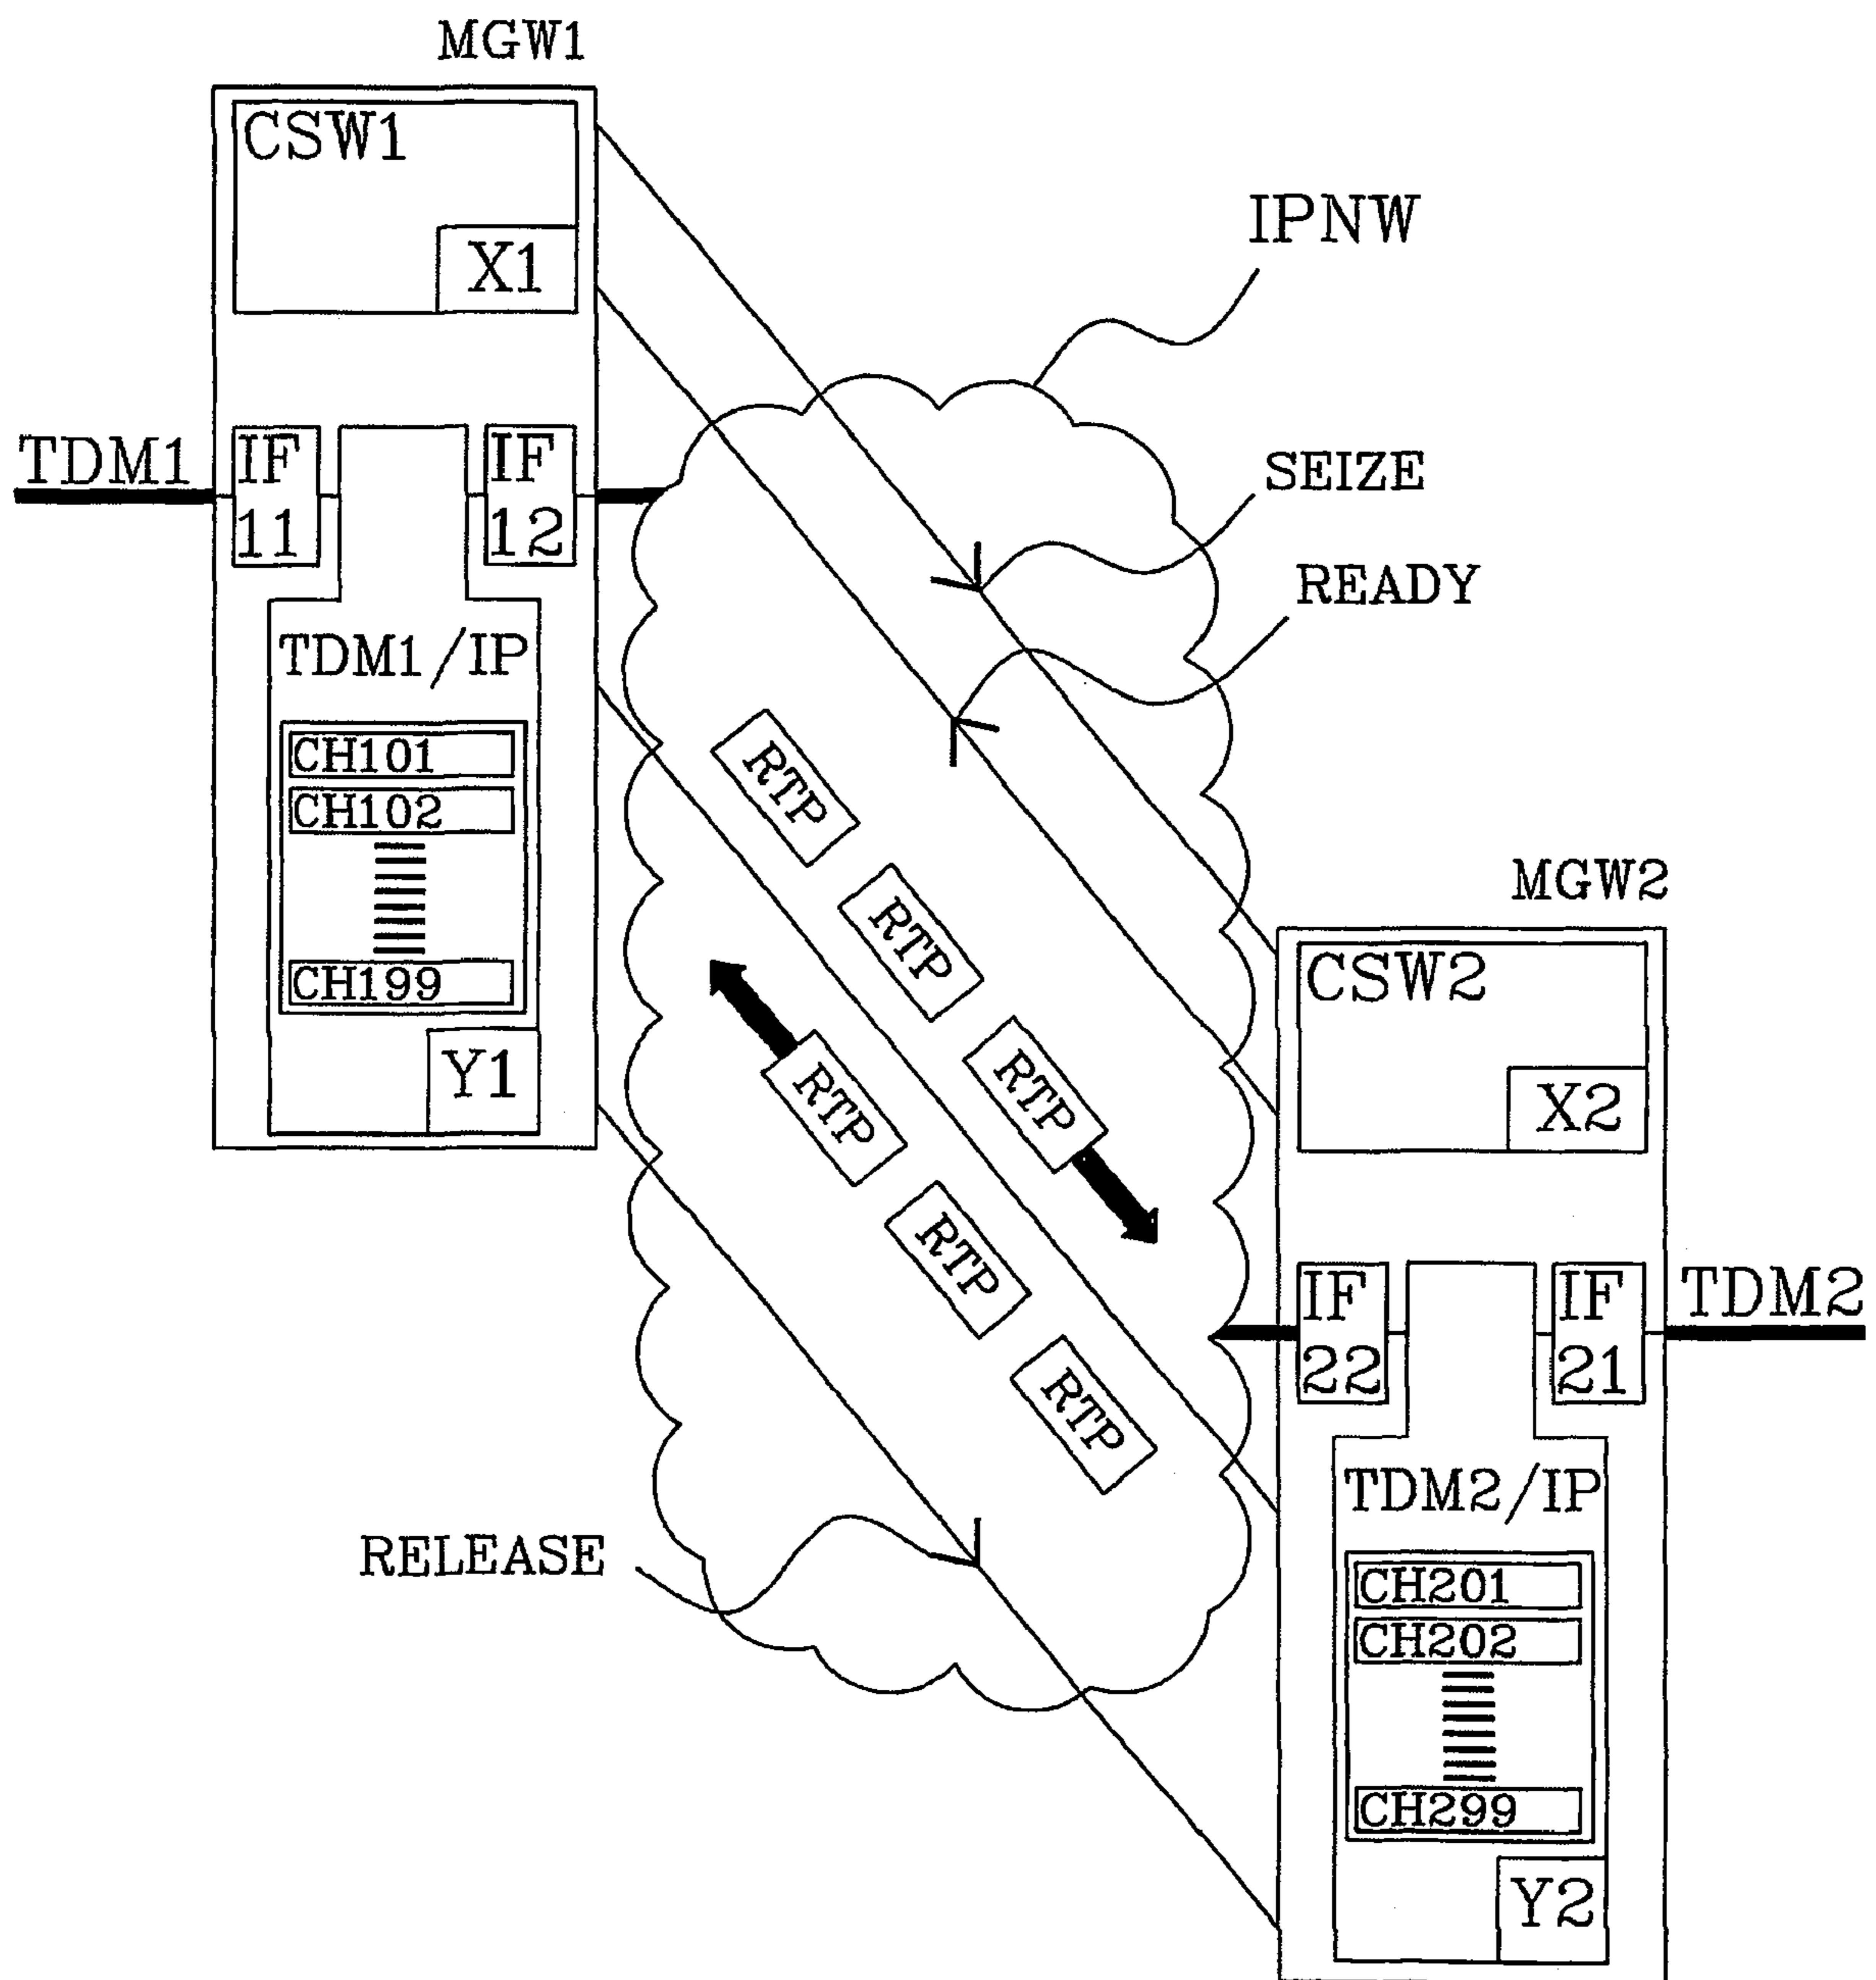 MGW1
CSW1
X1
IPNW
TDM1
IF
11
IF
12
SEIZE
READY
TDM1/IP
CH101
CH102
CH199
Y1
RTP
RTP
RTP
RTP
RTP
RTP
MGW2
CSW2
X2
IF
22
IF
21
TDM2
TDM2/IP
RELEASE
CH201
CH202
CH299
Y2